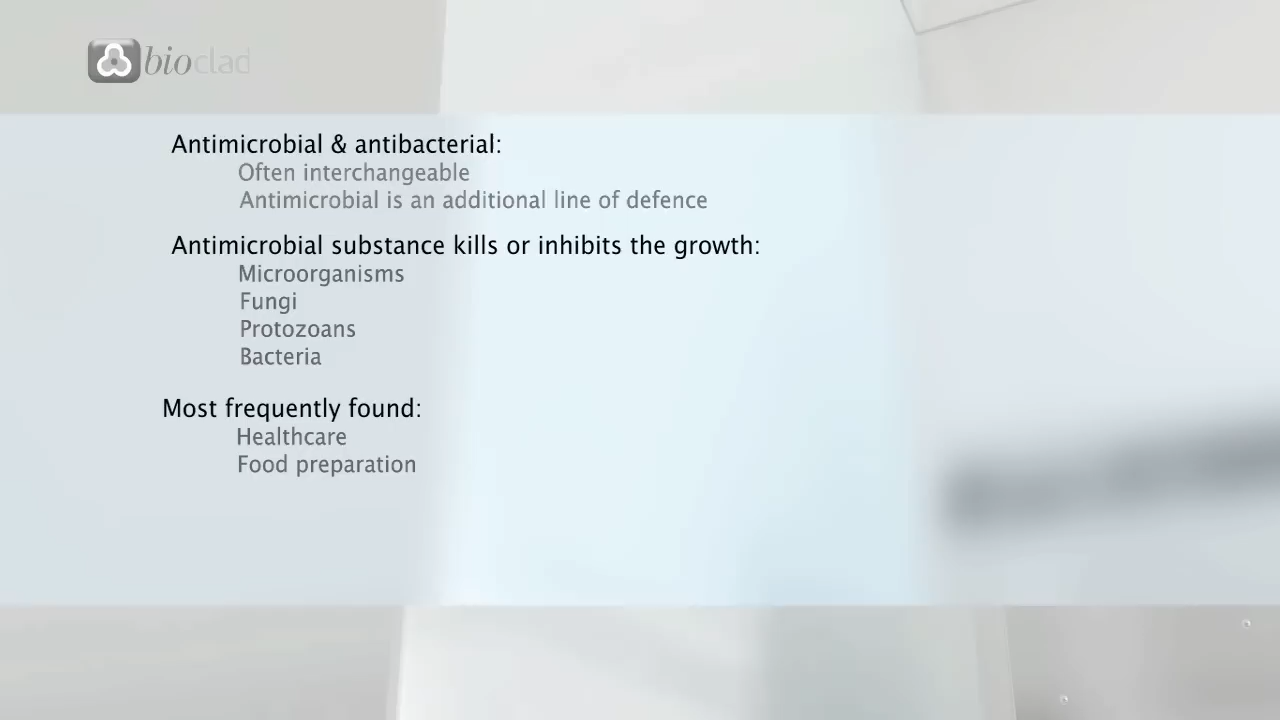 bioclad
Antimicrobial & antibacterial:
Often interchangeable
Antimicrobial is an additional line of defence
Antimicrobial substance kills or inhibits the growth:
Microorganisms
Fungi
Protozoans
Bacteria
Most frequently found:
Healthcare
Food preparation